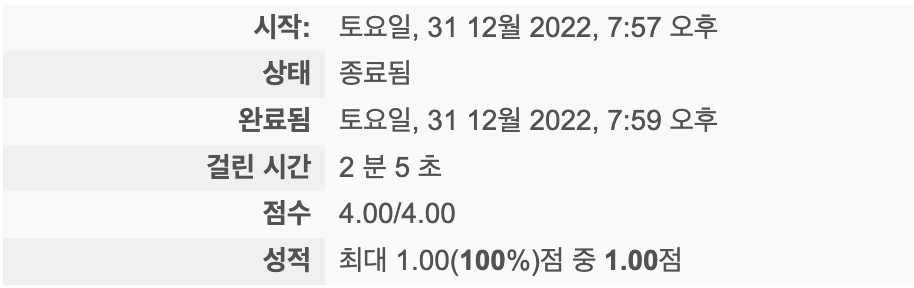 시작: 토요일, 31 12월 2022, 7:57 오후
상태 종료됨
완료됨 토요일, 31 12월 2022, 7:59 오후
걸린 시간 2 분 5 초
점수 4.00/4.00
성적 최대 1.00(100%)점 중 1.00점